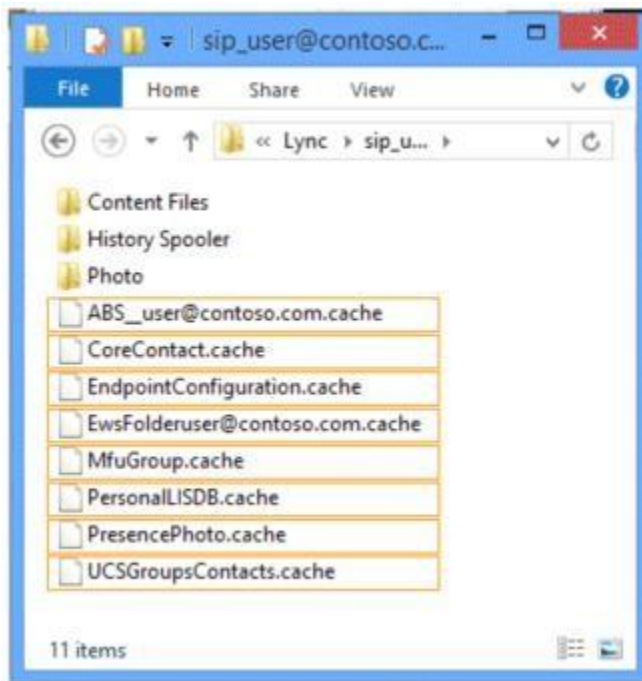 sip_user@contoso.c...
File Home Share View
« Lync ▸ sip_u... ▸
Content Files
History Spooler
Photo
ABS__user@contoso.com.cache
CoreContact.cache
EndpointConfiguration.cache
EwsFolderuser@contoso.com.cache
MfuGroup.cache
PersonalLISDB.cache
PresencePhoto.cache
UCSGroupsContacts.cache
11 items